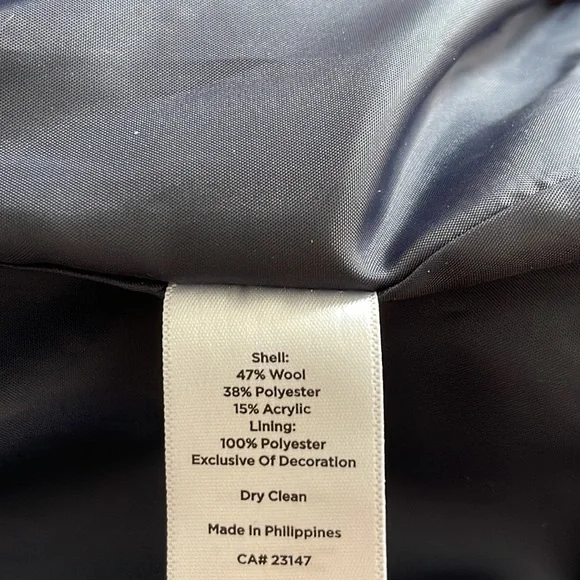 Shell:
47% Wool
38% Polyester
15% Acrylic
Lining:
100% Polyester
Exclusive Of Decoration
Dry Clean
Made In Philippines
CA# 23147